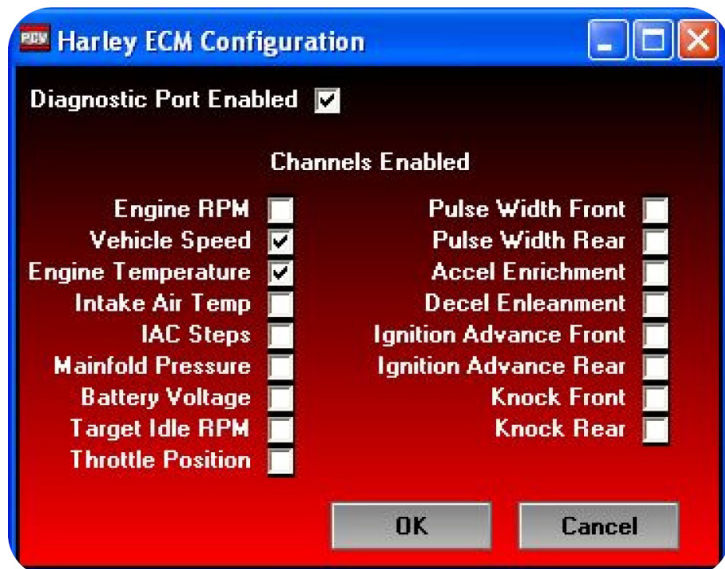 PCV Harley ECM Configuration
Diagnostic Port Enabled
Channels Enabled
Engine RPM
Vehicle Speed
Engine Temperature
Intake Air Temp
IAC Steps
Mainfold Pressure
Battery Voltage
Target Idle RPM
Throttle Position
Pulse Width Front
Pulse Width Rear
Accel Enrichment
Decel Enleanment
Ignition Advance Front
Ignition Advance Rear
Knock Front
Knock Rear
OK
Cancel